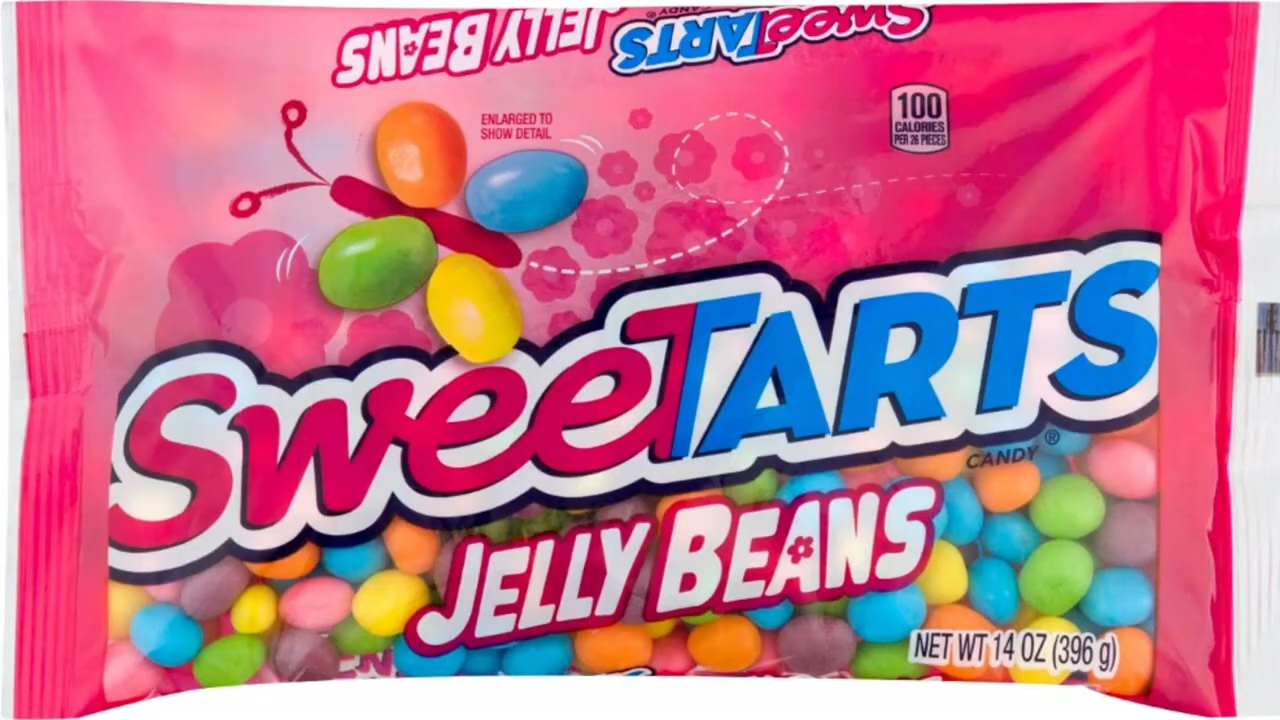 SweeTARTS
CANDY
JELLY BEANS
ENLARGED TO
SHOW DETAIL
100
CALORIES
PER 26 PIECES
SweeTARTS
CANDY®
JELLY BEANS
NET WT 14 OZ (396 g)